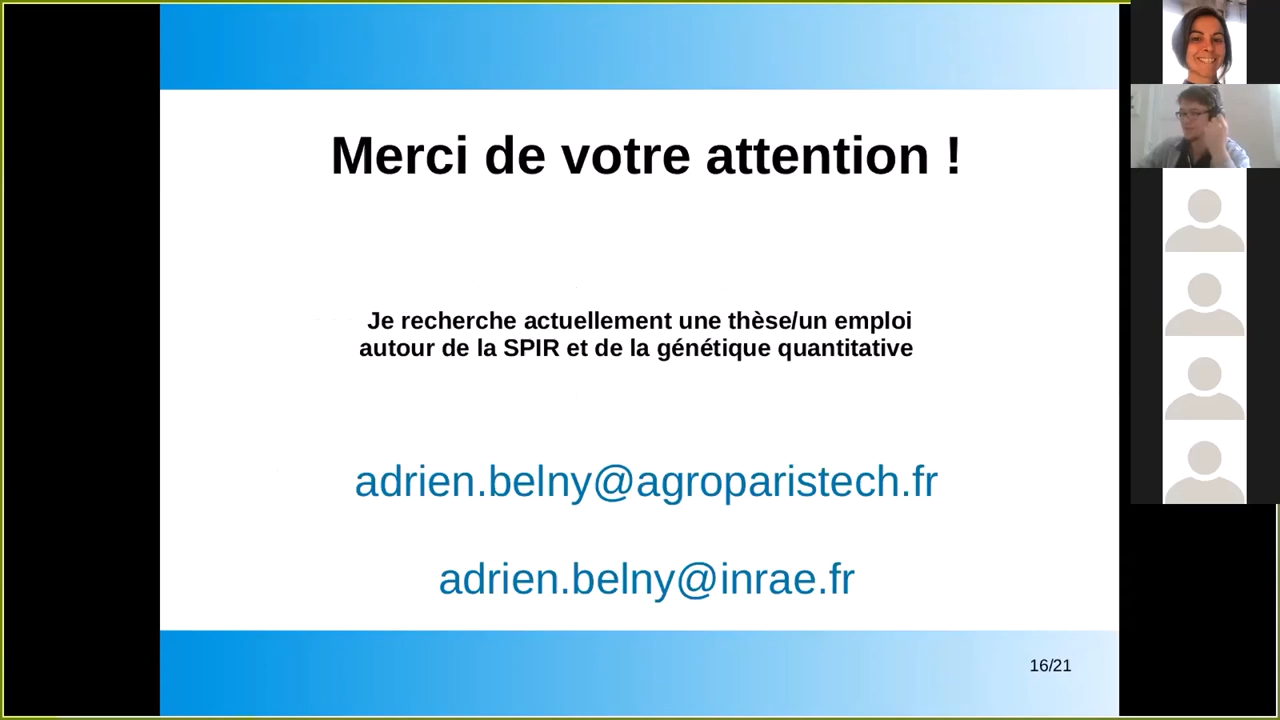 Merci de votre attention !
Je recherche actuellement une thèse/un emploi
autour de la SPIR et de la génétique quantitative
adrien.belny@agroparistech.fr
adrien.belny@inrae.fr
16/21